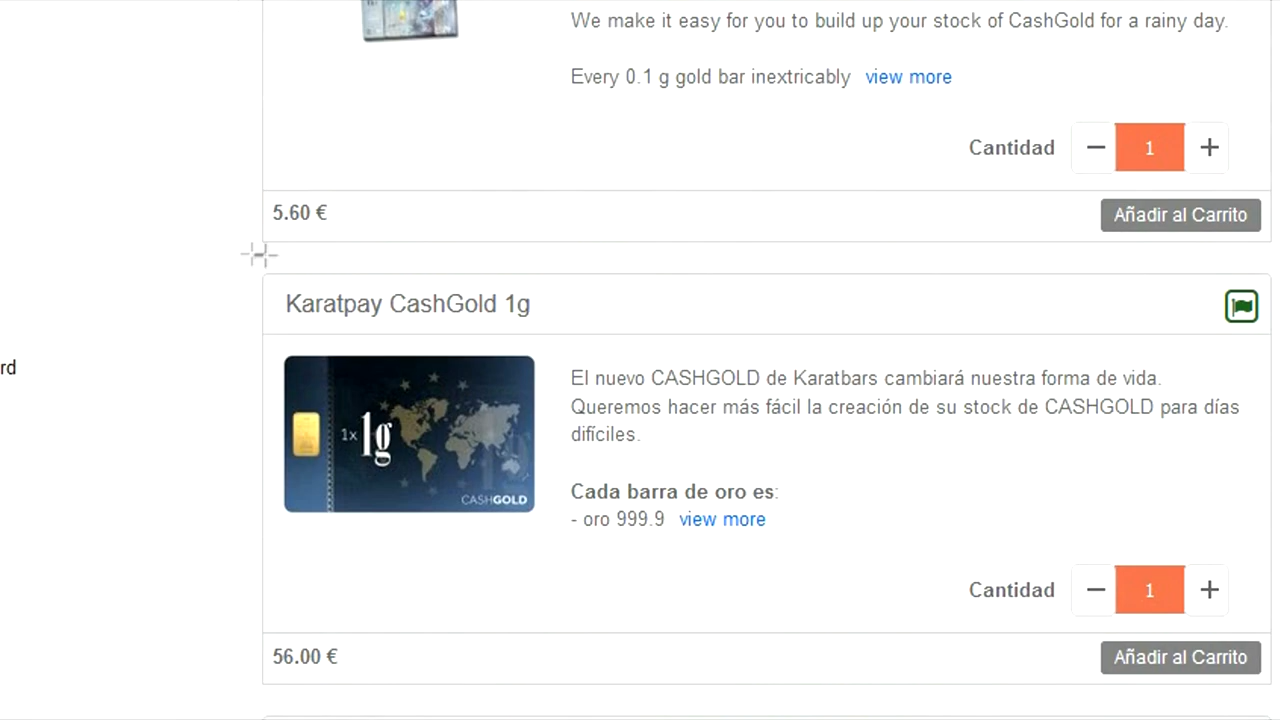 We make it easy for you to build up your stock of CashGold for a rainy day.
Every 0.1 g gold bar inextricably view more
Cantidad − 1 +
5.60 € Añadir al Carrito
Karatpay CashGold 1g
rd
1x 1g
CASHGOLD
El nuevo CASHGOLD de Karatbars cambiará nuestra forma de vida.
Queremos hacer más fácil la creación de su stock de CASHGOLD para días
difíciles.
Cada barra de oro es:
- oro 999.9 view more
Cantidad − 1 +
56.00 € Añadir al Carrito